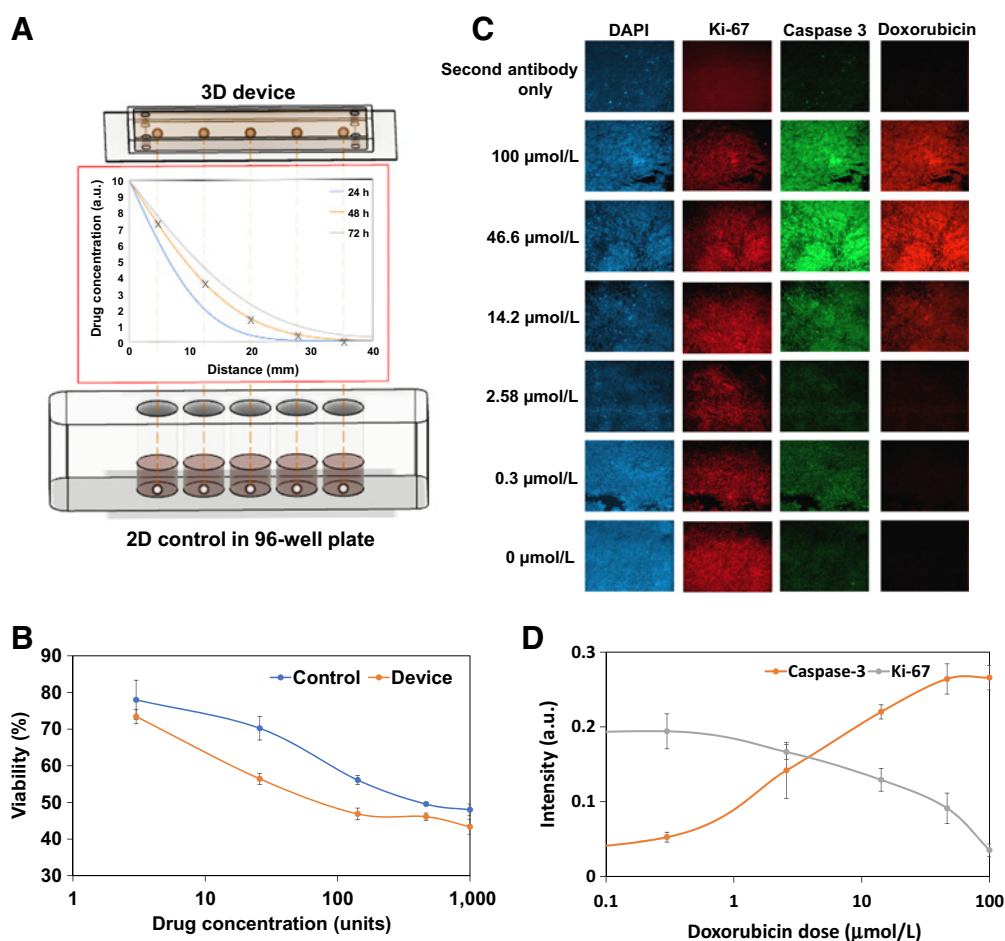 A
3D device
Drug concentration (a.u.)
10
9
8
7
6
5
4
3
2
1
0
24 h
48 h
72 h
0
10
20
30
40
Distance (mm)
2D control in 96-well plate
B
Viability (%)
90
80
70
60
50
40
30
Control
Device
1
10
100
1,000
Drug concentration (units)
C
DAPI
Ki-67
Caspase 3
Doxorubicin
Second antibody
only
100 µmol/L
46.6 µmol/L
14.2 µmol/L
2.58 µmol/L
0.3 µmol/L
0 µmol/L
D
Intensity (a.u.)
0.3
0.2
0.1
0
Caspase-3
Ki-67
0.1
1
10
100
Doxorubicin dose (µmol/L)